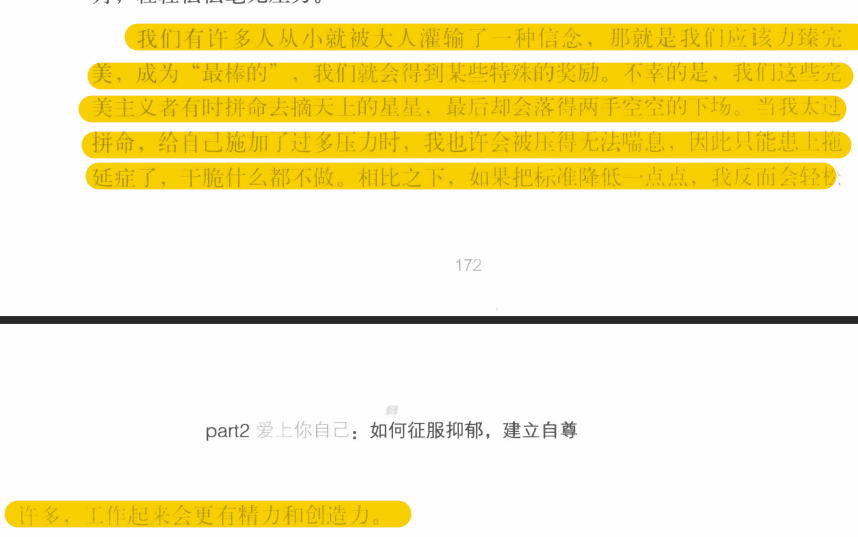 我们有许多人从小就被大人灌输了一种信念，那就是我们应该力臻完
美，成为“最棒的”，我们就会得到某些特殊的奖励。不幸的是，我们这些完
美主义者有时拼命去摘天上的星星，最后却会落得两手空空的下场。当我太过
拼命，给自己施加了过多压力时，我也许会被压得无法喘息，因此只能患上拖
延症了，干脆什么都不做。相比之下，如果把标准降低一点点，我反而会轻松
172
part2 爱上你自己：如何征服抑郁，建立自尊
许多，工作起来会更有精力和创造力。